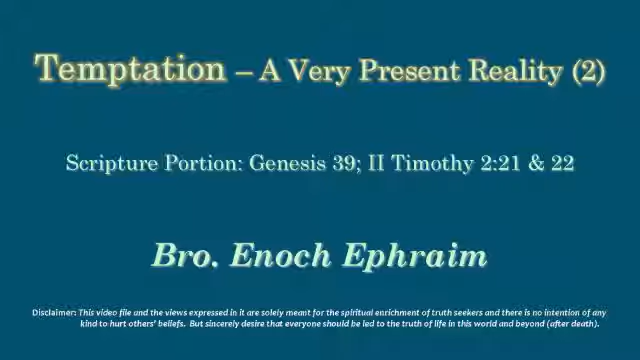 Temptation – A Very Present Reality (2)
Scripture Portion: Genesis 39; II Timothy 2:21 & 22
Bro. Enoch Ephraim
Disclaimer: This video file and the views expressed in it are solely meant for the spiritual enrichment of truth seekers and there is no intention of any
kind to hurt others' beliefs. But sincerely desire that everyone should be led to the truth of life in this world and beyond (after death).